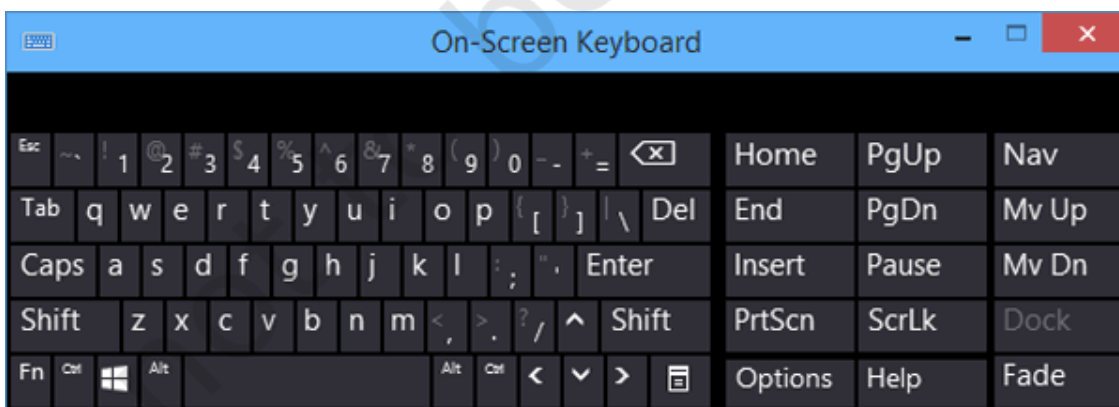 On-Screen Keyboard
Esc ~ ` ! 1 @ 2 # 3 $ 4 % 5 ^ 6 & 7 * 8 ( 9 ) 0 - - + = Home PgUp Nav
Tab q w e r t y u i o p { [ } ] | \ Del End PgDn Mv Up
Caps a s d f g h j k l : ; " ' Enter Insert Pause Mv Dn
Shift z x c v b n m < , > . ? / ^ Shift PrtScn ScrLk Dock
Fn Ctrl Alt Alt Ctrl Options Help Fade